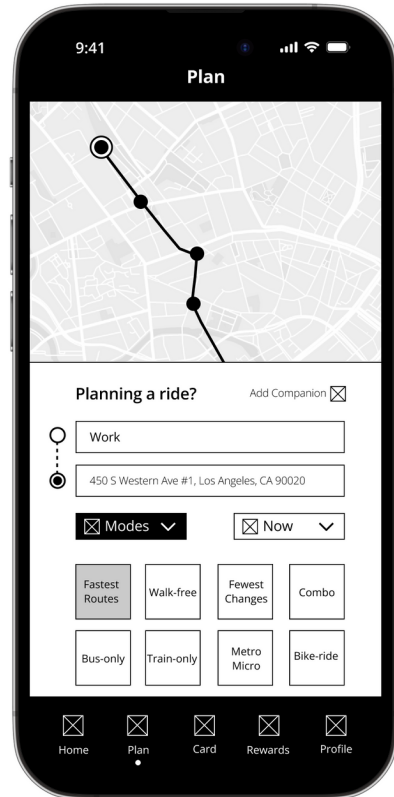 9:41
Plan
Planning a ride?
Add Companion
Work
450 S Western Ave #1, Los Angeles, CA 90020
Modes
Now
Fastest
Routes
Walk-free
Fewest
Changes
Combo
Bus-only
Train-only
Metro
Micro
Bike-ride
Home
Plan
Card
Rewards
Profile